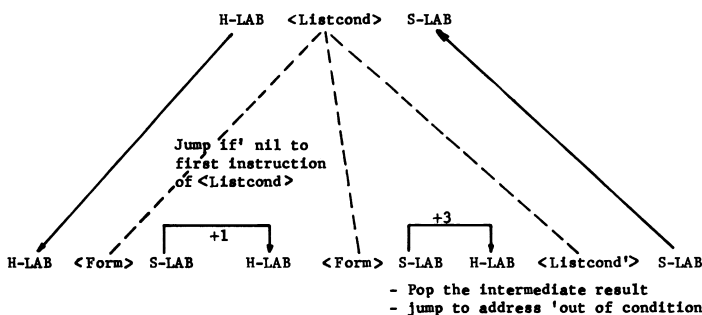 H-LAB <Listcond> S-LAB
Jump if' nil to
first instruction
of <Listcond>
+1
+3
H-LAB <Form> S-LAB H-LAB <Form> S-LAB H-LAB <Listcond'> S-LAB
- Pop the intermediate result
- jump to address 'out of condition